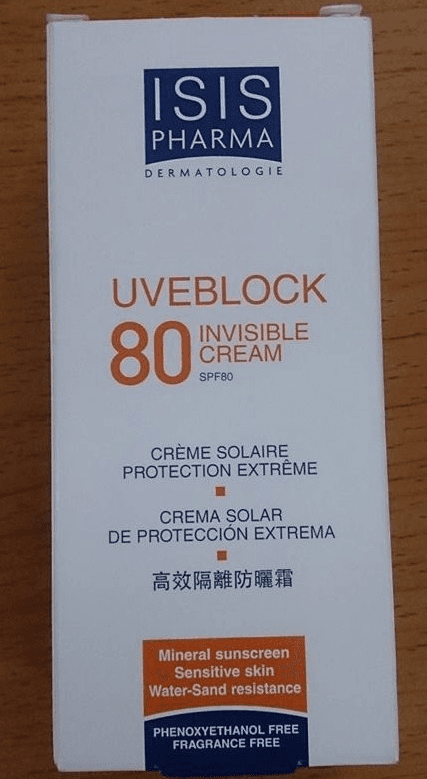 ISIS
PHARMA
DERMATOLOGIE
UVEBLOCK
80 INVISIBLE
CREAM
SPF80
CRÈME SOLAIRE
PROTECTION EXTRÊME
CREMA SOLAR
DE PROTECCIÓN EXTREMA
高效隔離防曬霜
Mineral sunscreen
Sensitive skin
Water-Sand resistance
PHENOXYETHANOL FREE
FRAGRANCE FREE